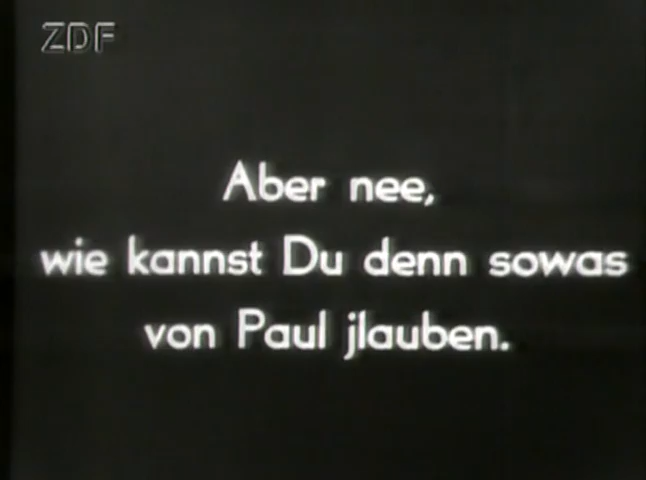 ZDF
Aber nee,
wie kannst Du denn sowas
von Paul jlauben.